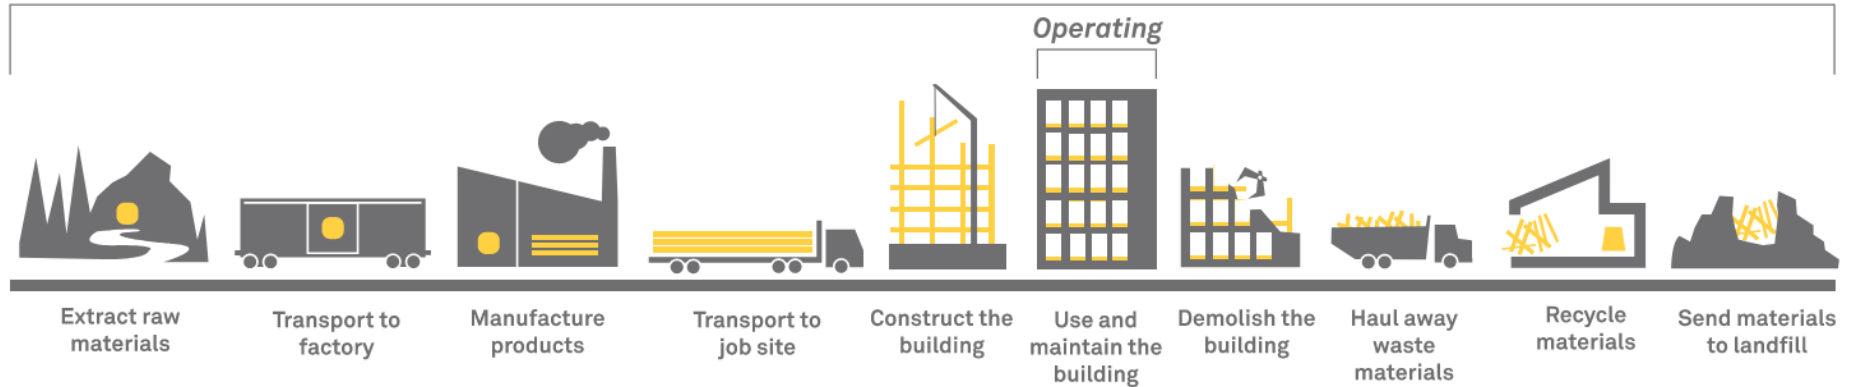 Operating
Extract raw
materials
Transport to
factory
Manufacture
products
Transport to
job site
Construct the
building
Use and
maintain the
building
Demolish the
building
Haul away
waste
materials
Recycle
materials
Send materials
to landfill